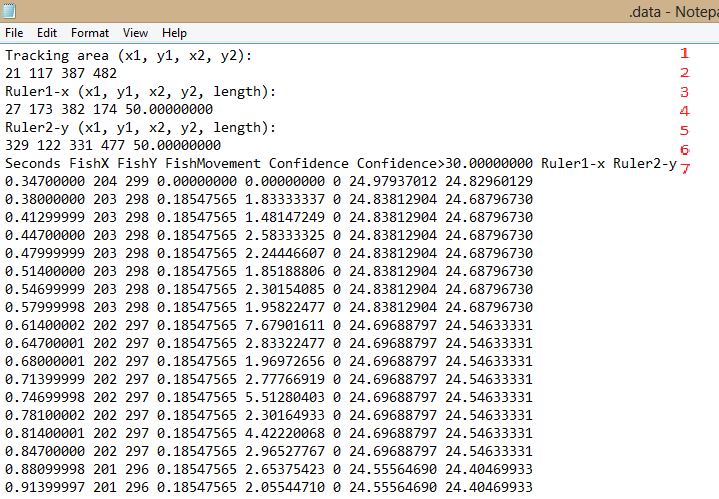 .data - Notepa
File Edit Format View Help
Tracking area (x1, y1, x2, y2): 1
21 117 387 482 2
Ruler1-x (x1, y1, x2, y2, length): 3
27 173 382 174 50.00000000 4
Ruler2-y (x1, y1, x2, y2, length): 5
329 122 331 477 50.00000000 6
Seconds FishX FishY FishMovement Confidence Confidence>30.00000000 Ruler1-x Ruler2-y 7
0.34700000 204 299 0.00000000 0.00000000 0 24.97937012 24.82960129
0.38000000 203 298 0.18547565 1.83333337 0 24.83812904 24.68796730
0.41299999 203 298 0.18547565 1.48147249 0 24.83812904 24.68796730
0.44700000 203 298 0.18547565 2.58333325 0 24.83812904 24.68796730
0.47999999 203 298 0.18547565 2.24446607 0 24.83812904 24.68796730
0.51400000 203 298 0.18547565 1.85188806 0 24.83812904 24.68796730
0.54699999 203 298 0.18547565 2.30154085 0 24.83812904 24.68796730
0.57999998 203 298 0.18547565 1.95822477 0 24.83812904 24.68796730
0.61400002 202 297 0.18547565 7.67901611 0 24.69688797 24.54633331
0.64700001 202 297 0.18547565 2.83322477 0 24.69688797 24.54633331
0.68000001 202 297 0.18547565 1.96972656 0 24.69688797 24.54633331
0.71399999 202 297 0.18547565 2.77766919 0 24.69688797 24.54633331
0.74699998 202 297 0.18547565 5.51280403 0 24.69688797 24.54633331
0.78100002 202 297 0.18547565 2.30164933 0 24.69688797 24.54633331
0.81400001 202 297 0.18547565 4.42220068 0 24.69688797 24.54633331
0.84700000 202 297 0.18547565 2.96527767 0 24.69688797 24.54633331
0.88099998 201 296 0.18547565 2.65375423 0 24.55564690 24.40469933
0.91399997 201 296 0.18547565 2.05544710 0 24.55564690 24.40469933